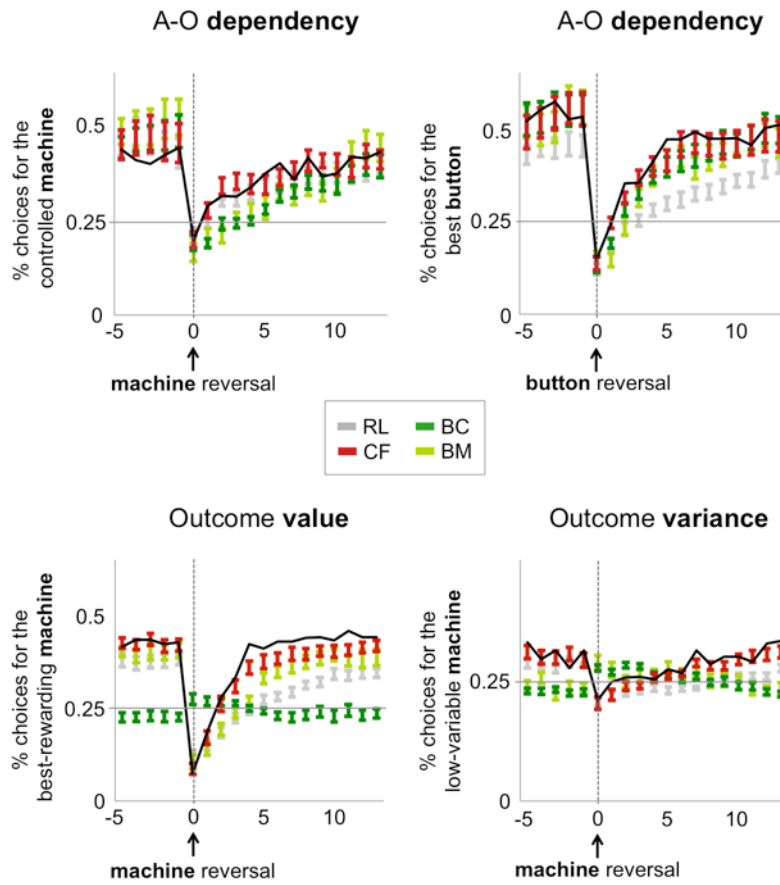 A-O dependency
A-O dependency
% choices for the
controlled machine
0.5
0.25
0
-5
0
5
10
machine reversal
% choices for the
best button
0.5
0.25
0
-5
0
5
10
button reversal
RL
BC
CF
BM
Outcome value
Outcome variance
% choices for the
best-rewarding machine
0.5
0.25
0
-5
0
5
10
machine reversal
% choices for the
low-variable machine
0.5
0.25
0
-5
0
5
10
machine reversal